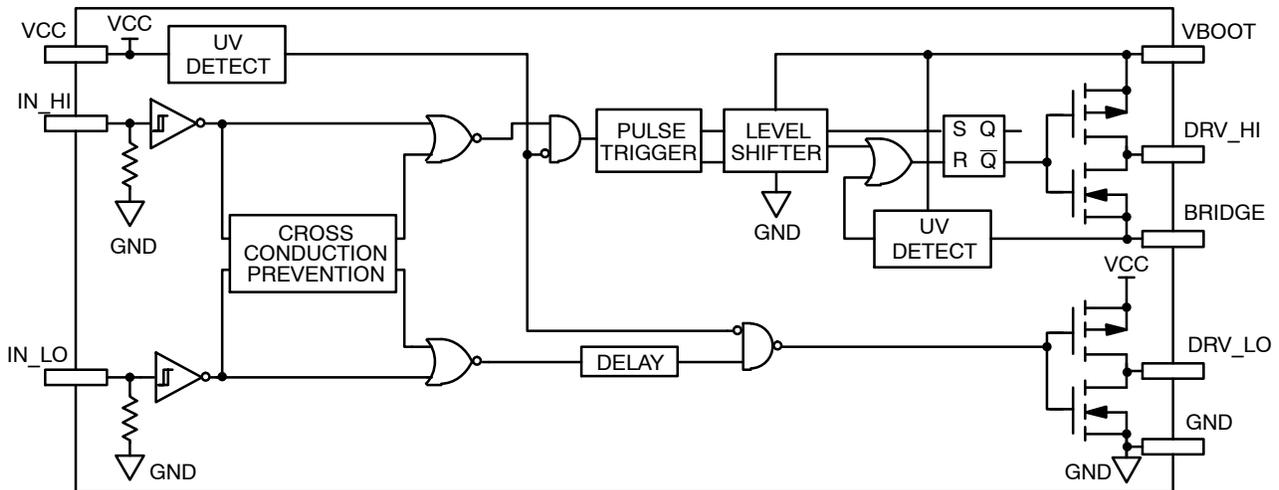 VCC
VCC
UV
DETECT
VBOOT
IN_HI
GND
PULSE
TRIGGER
LEVEL
SHIFTER
GND
S Q
R Q̅
DRV_HI
CROSS
CONDUCTION
PREVENTION
UV
DETECT
BRIDGE
VCC
IN_LO
GND
DELAY
DRV_LO
GND
GND